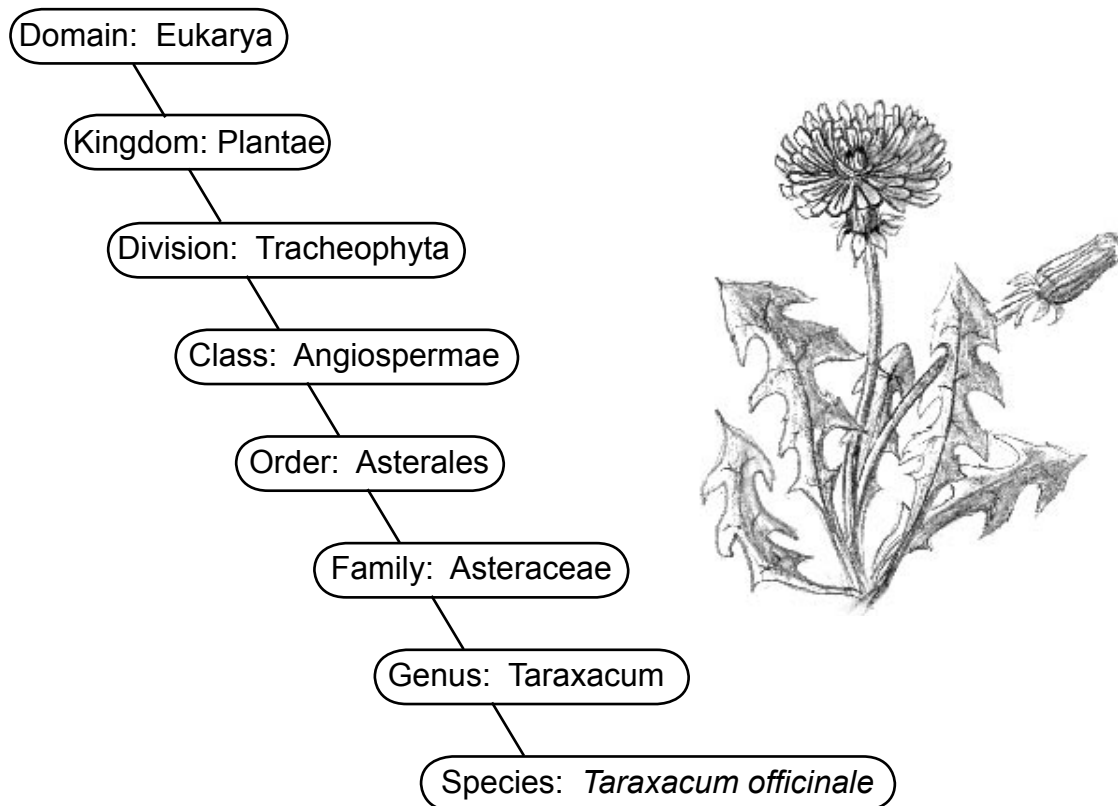 Domain:  Eukarya
Kingdom: Plantae
Division:  Tracheophyta
Class:  Angiospermae
Order:  Asterales
Family:  Asteraceae
Genus:  Taraxacum
Species:  Taraxacum officinale